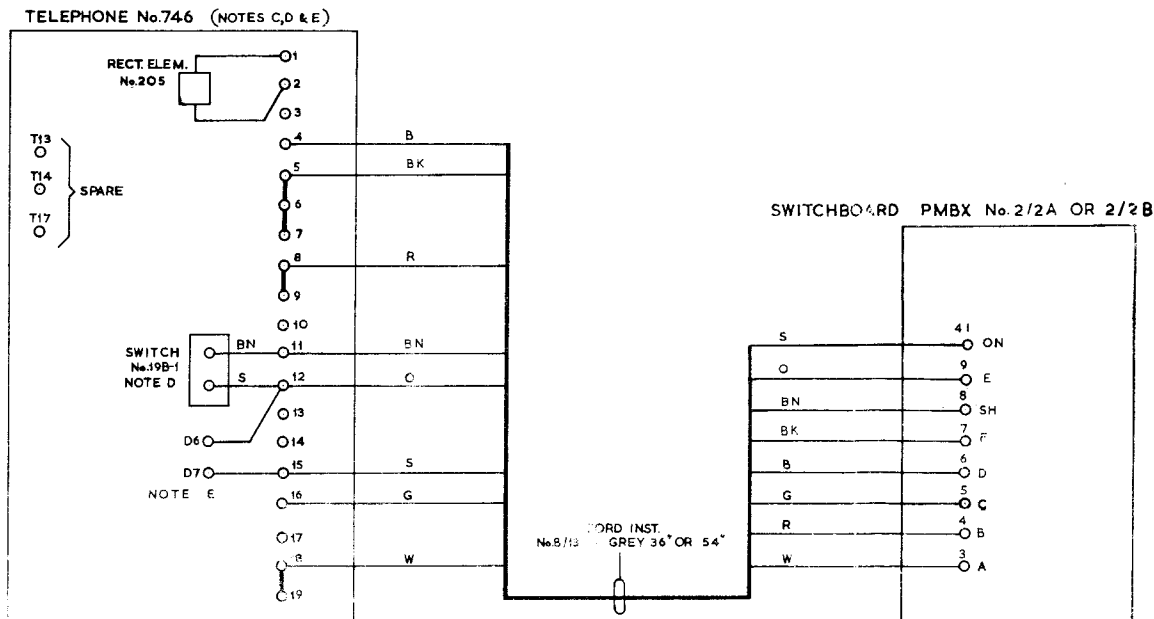 TELEPHONE No.746 (NOTES C,D & E)
RECT. ELEM.
No.205
1
2
3
T13
T14
T17
SPARE
4
B
5
BK
6
7
8
R
9
10
SWITCH
No.19B-1
NOTE D
BN
11
BN
S
12
O
13
D6
14
D7
15
S
NOTE E
16
G
17
W
19
INST.
No.8/13
GREY 36" OR 54"
SWITCHBOARD PMBX No. 2/2A OR 2/2B
S
41
ON
O
9
E
BN
8
SH
BK
7
F
B
6
D
G
5
C
R
4
B
W
3
A